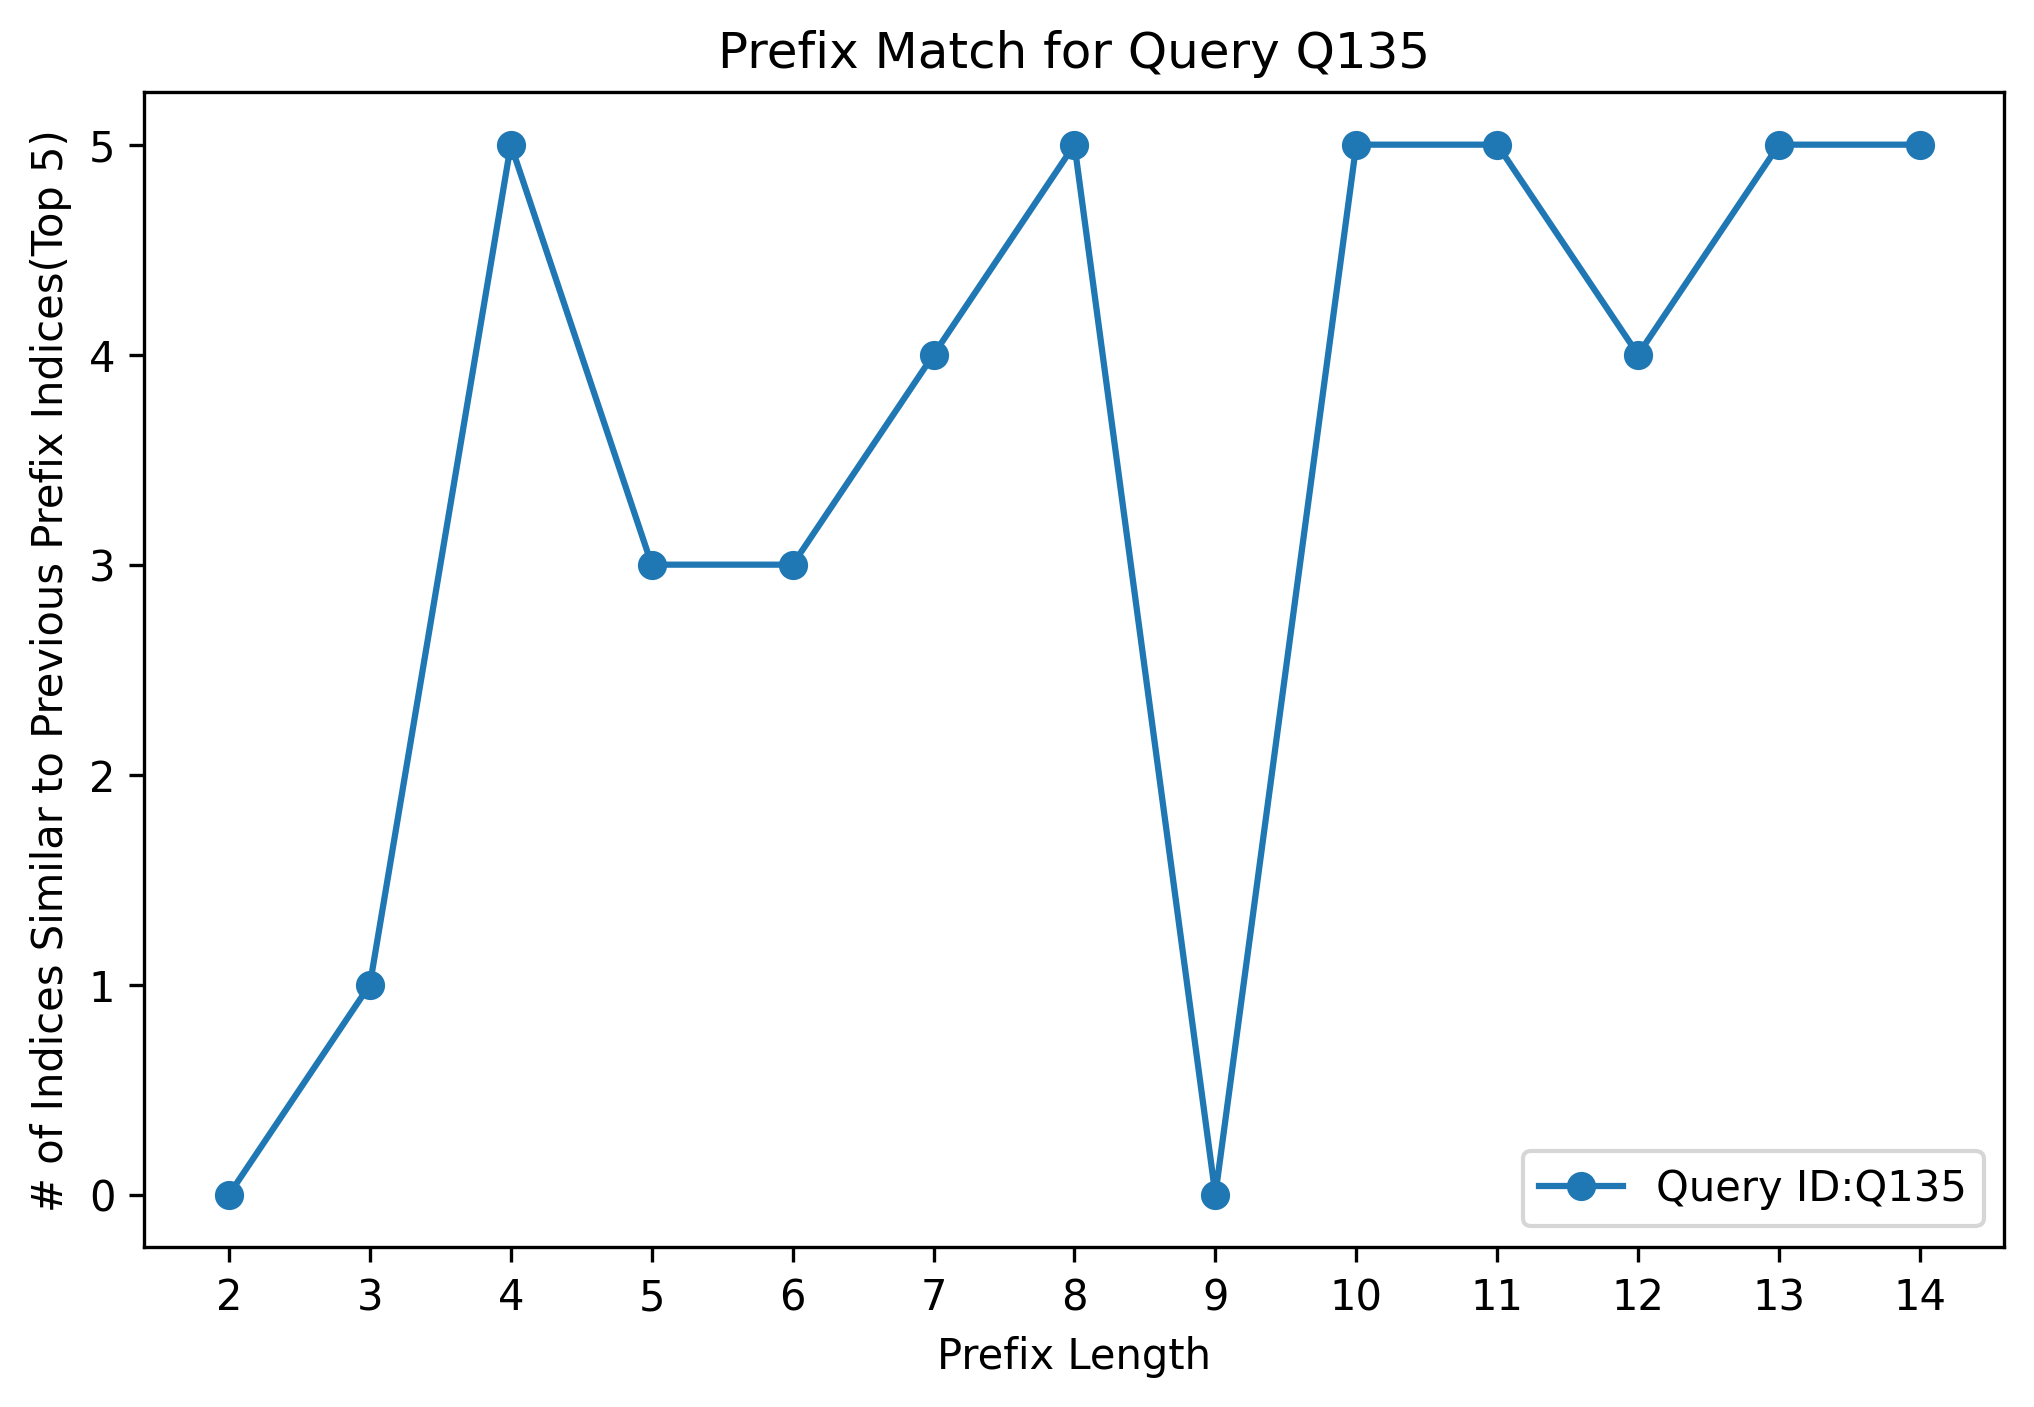 Prefix Match for Query Q135
# of Indices Similar to Previous Prefix Indices(Top 5)
5
4
3
2
1
0
Query ID:Q135
2 3 4 5 6 7 8 9 10 11 12 13 14
Prefix Length